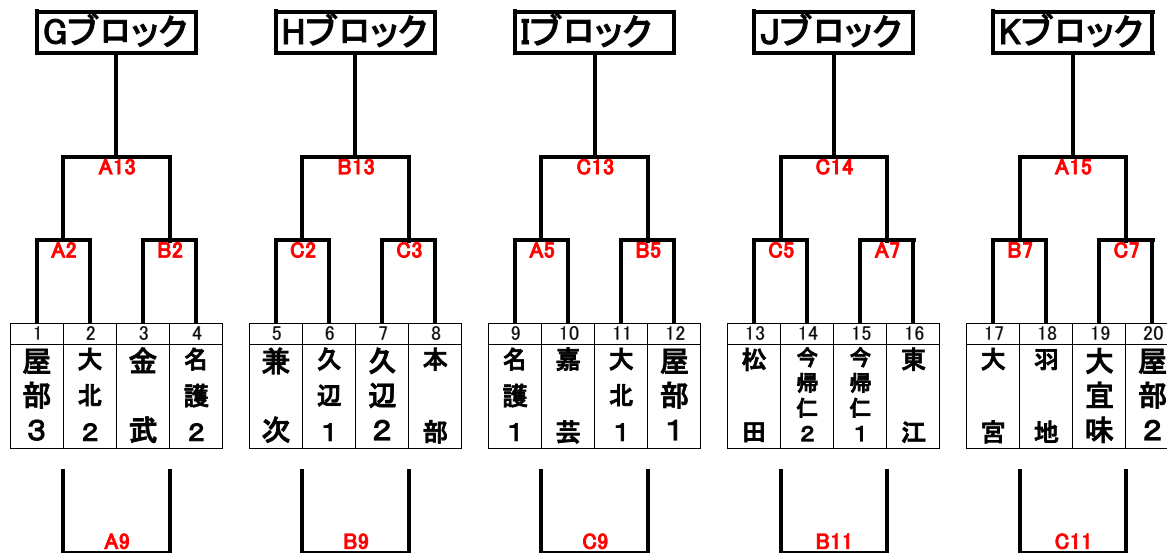 Gブロック Hブロック Iブロック Jブロック Kブロック
A13 B13 C13 C14 A15
A2 B2 C2 C3 A5 B5 C5 A7 B7 C7
1 2 3 4 5 6 7 8 9 10 11 12 13 14 15 16 17 18 19 20
屋部3 大北2 金武 名護2 兼次 久辺1 久辺2 本部 名護1 嘉芸 大北1 屋部1 松田 今帰仁2 今帰仁1 東江 大宮 羽地 大宜味 屋部2
A9 B9 C9 B11 C11